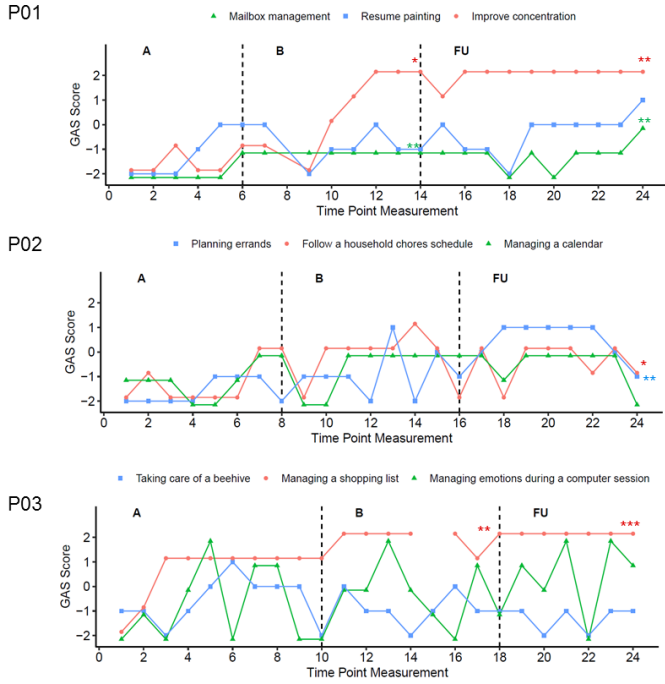 P01
Mailbox management Resume painting Improve concentration
A B FU
* **
2
1
0 **
−1 **
−2
GAS Score
0 2 4 6 8 10 12 14 16 18 20 22 24
Time Point Measurement
P02
Planning errands Follow a household chores schedule Managing a calendar
A B FU
2
1
0
*
−1 **
−2
GAS Score
0 2 4 6 8 10 12 14 16 18 20 22 24
Time Point Measurement
P03
Taking care of a beehive Managing a shopping list Managing emotions during a computer session
A B FU
** ***
2
1
0
−1
−2
GAS Score
0 2 4 6 8 10 12 14 16 18 20 22 24
Time Point Measurement